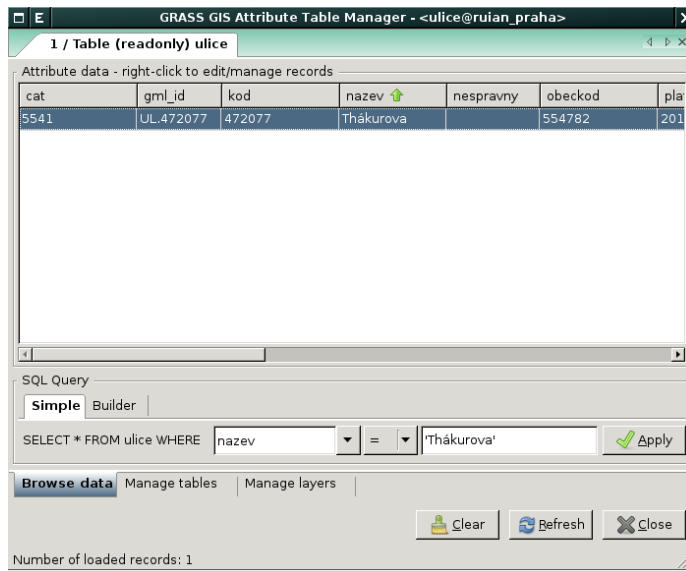 GRASS GIS Attribute Table Manager - <ulice@ruian_praha>
1 / Table (readonly) ulice
Attribute data - right-click to edit/manage records
cat gml_id kod nazev nespravny obeckod pla
5541 UL.472077 472077 Thákurova 554782 201
SQL Query
Simple Builder
SELECT * FROM ulice WHERE nazev = 'Thákurova' Apply
Browse data Manage tables Manage layers
Clear Refresh Close
Number of loaded records: 1